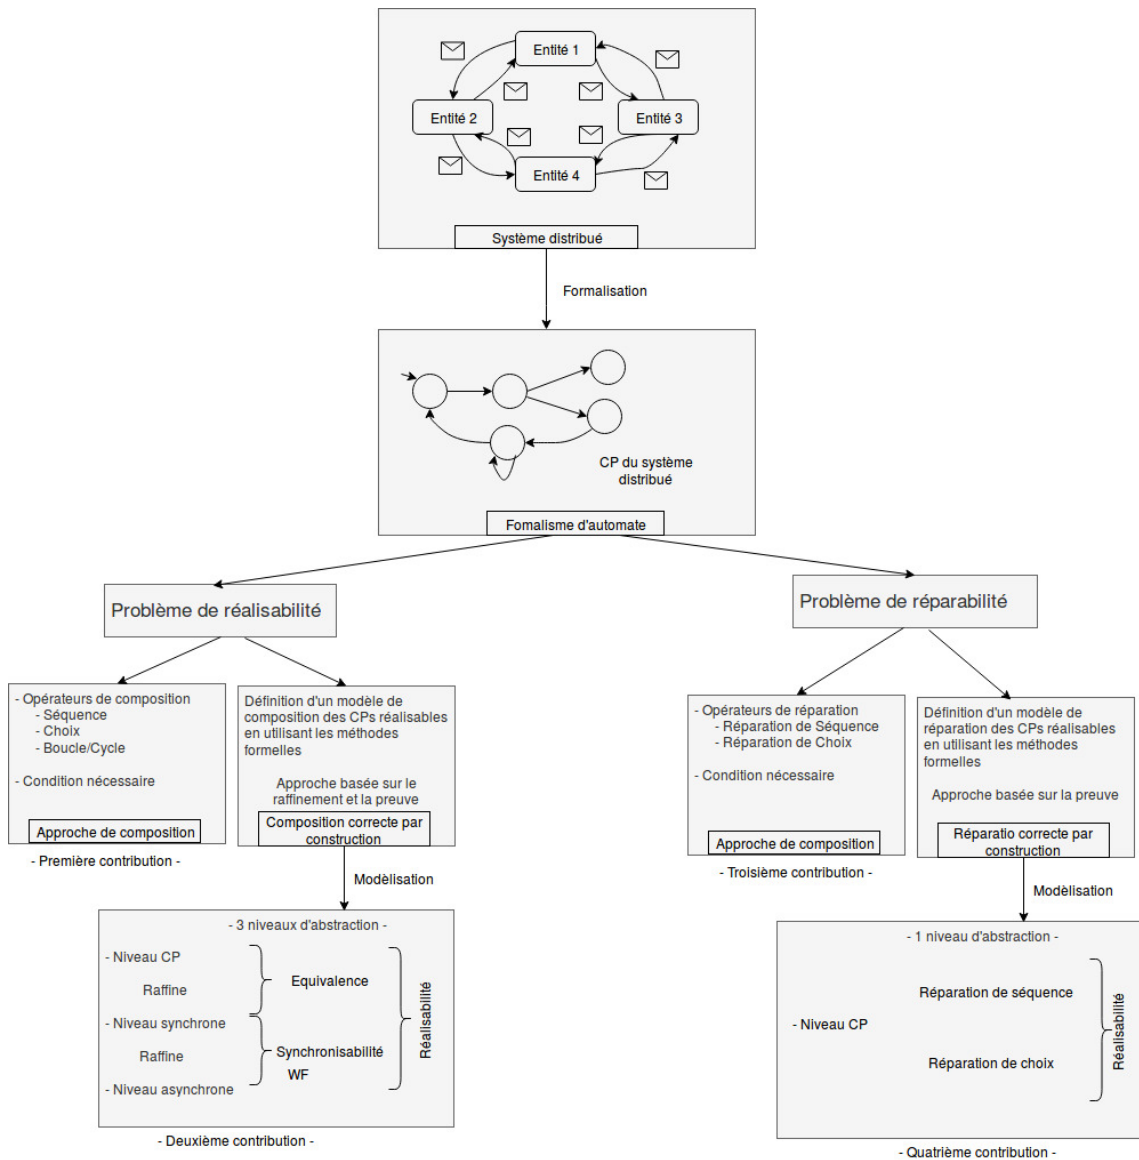 Entité 1
Entité 2
Entité 3
Entité 4
Système distribué
Formalisation
CP du système
distribué
Fomalisme d'automate
Problème de réalisabilité
Problème de réparabilité
- Opérateurs de composition
- Séquence
- Choix
- Boucle/Cycle
- Condition nécessaire
Approche de composition
- Première contribution -
Définition d'un modèle de
composition des CPs réalisables
en utilisant les méthodes
formelles
Approche basée sur le
raffinement et la preuve
Composition correcte par
construction
- Opérateurs de réparation
- Réparation de Séquence
- Réparation de Choix
- Condition nécessaire
Approche de composition
- Troisième contribution -
Définition d'un modèle de
réparation des CPs réalisables
en utilisant les méthodes
formelles
Approche basée sur la preuve
Réparatio correcte par
construction
Modèlisation
- 3 niveaux d'abstraction -
- Niveau CP
Raffine
- Niveau synchrone
Raffine
- Niveau asynchrone
Equivalence
Synchronisabilité
WF
Réalisabilité
- Deuxième contribution -
Modèlisation
- 1 niveau d'abstraction -
- Niveau CP
Réparation de séquence
Réparation de choix
Réalisabilité
- Quatrième contribution -